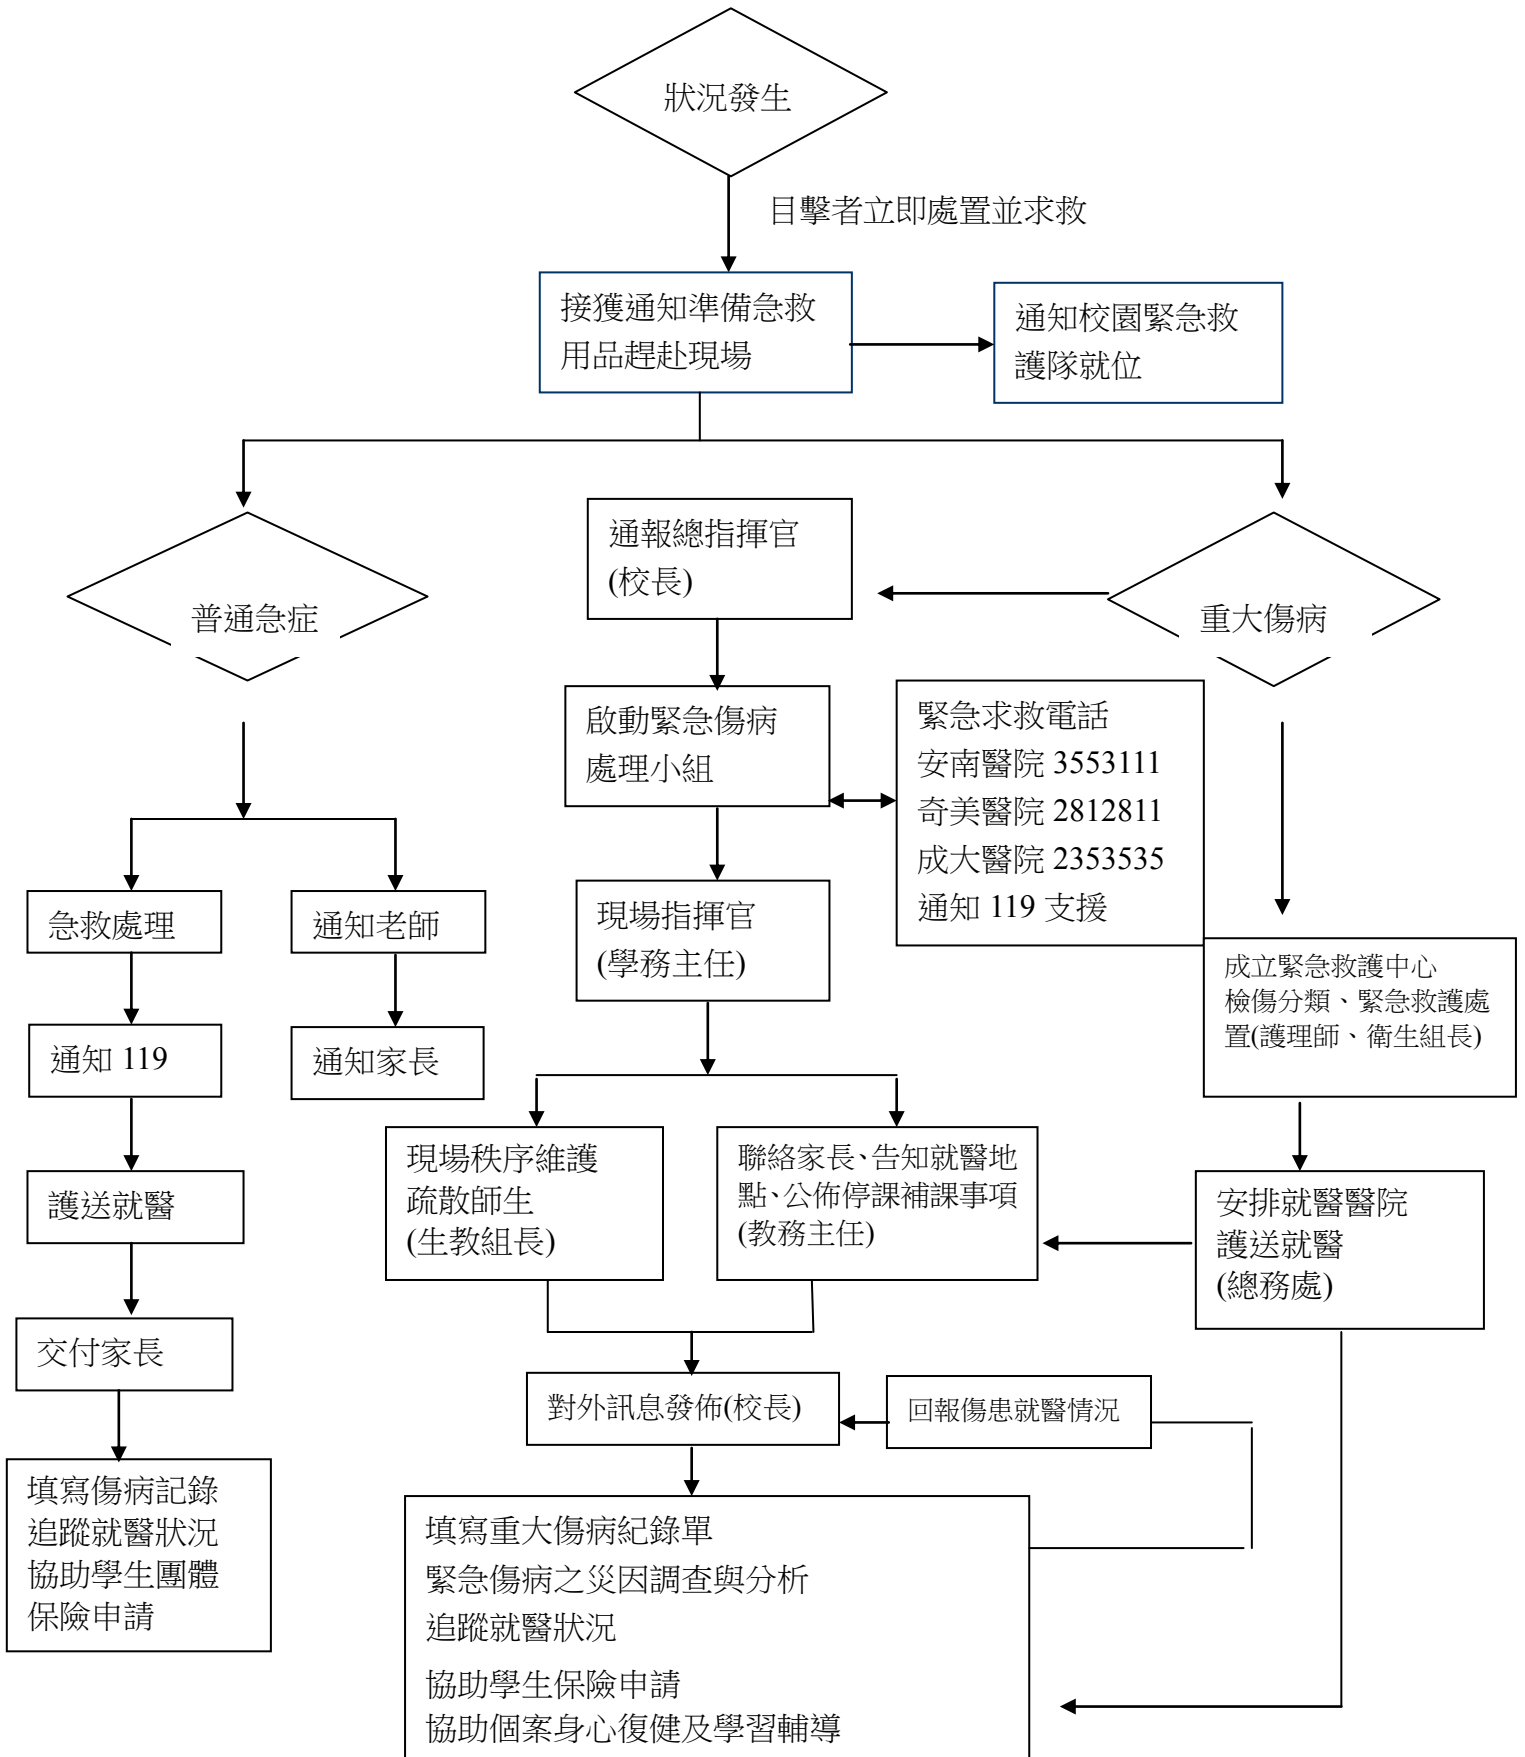 狀況發生
目擊者立即處置並求救
接獲通知準備急救
用品趕赴現場
通知校園緊急救
護隊就位
普通急症
通報總指揮官
(校長)
重大傷病
啟動緊急傷病
處理小組
緊急求救電話
安南醫院 3553111
奇美醫院 2812811
成大醫院 2353535
通知 119 支援
急救處理
通知老師
現場指揮官
(學務主任)
成立緊急救護中心
檢傷分類、緊急救護處
置(護理師、衛生組長)
通知 119
通知家長
護送就醫
現場秩序維護
疏散師生
(生教組長)
聯絡家長、告知就醫地
點、公佈停課補課事項
(教務主任)
安排就醫醫院
護送就醫
(總務處)
交付家長
對外訊息發佈(校長)
回報傷患就醫情況
填寫傷病記錄
追蹤就醫狀況
協助學生團體
保險申請
填寫重大傷病紀錄單
緊急傷病之災因調查與分析
追蹤就醫狀況
協助學生保險申請
協助個案身心復健及學習輔導